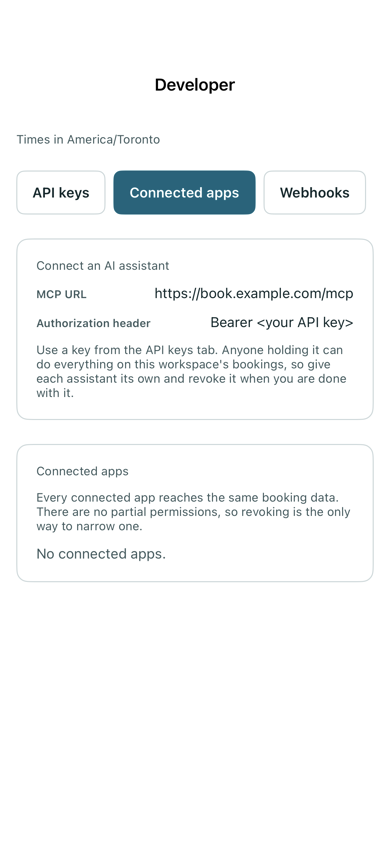 Developer
Times in America/Toronto
API keys
Connected apps
Webhooks
Connect an AI assistant
MCP URL https://book.example.com/mcp
Authorization header Bearer <your API key>
Use a key from the API keys tab. Anyone holding it can
do everything on this workspace's bookings, so give
each assistant its own and revoke it when you are done
with it.
Connected apps
Every connected app reaches the same booking data.
There are no partial permissions, so revoking is the only
way to narrow one.
No connected apps.